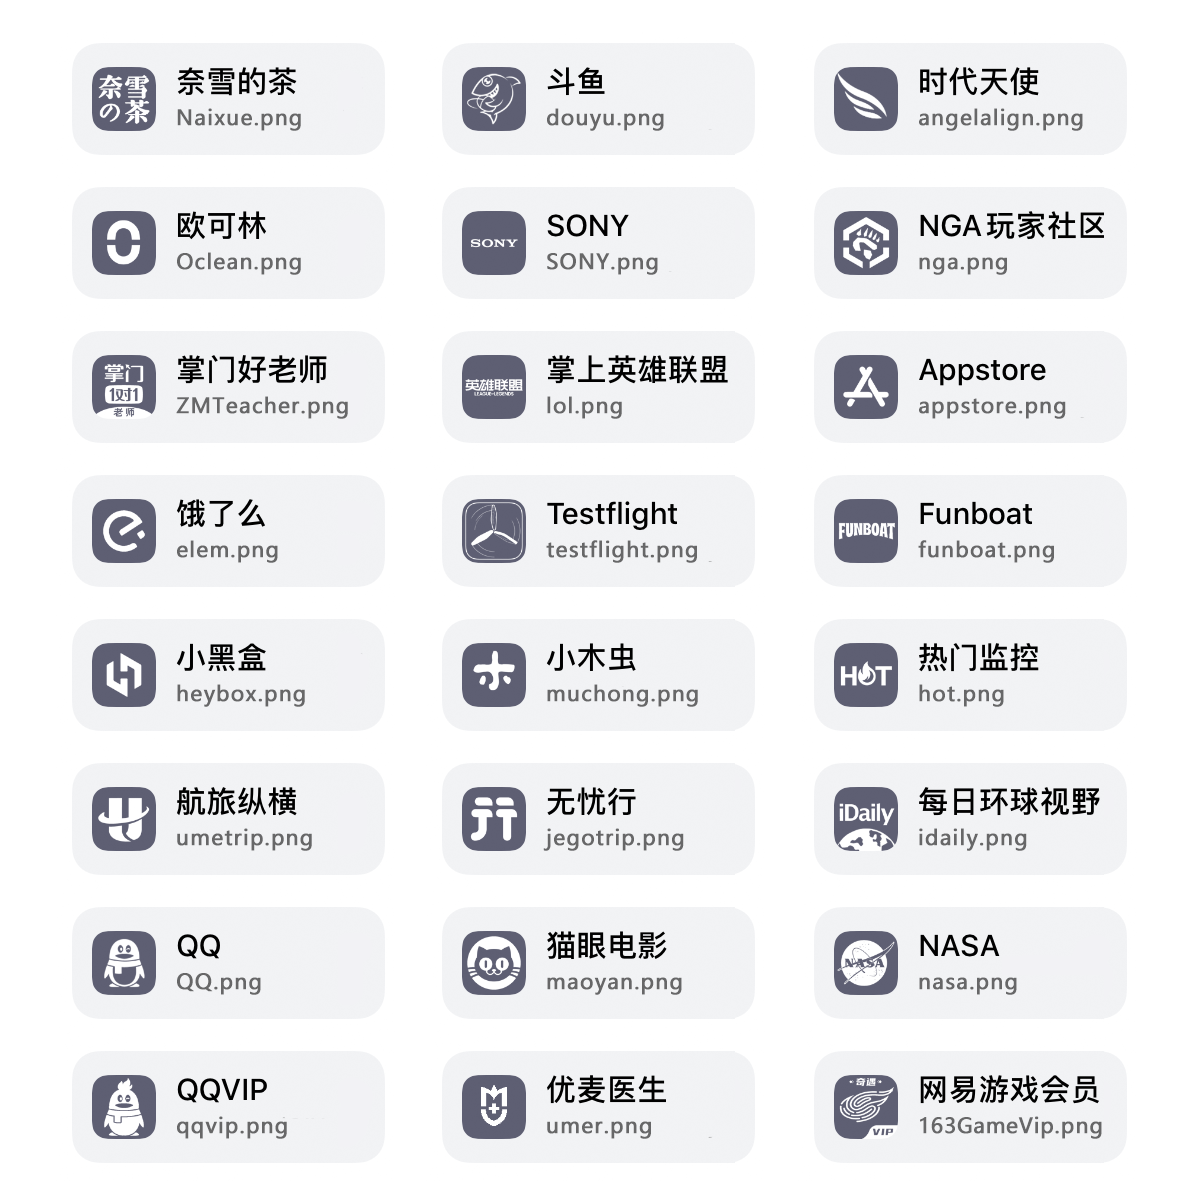 奈雪
の茶
奈雪的茶
Naixue.png
斗鱼
douyu.png
时代天使
angelalign.png
欧可林
Oclean.png
SONY
SONY
SONY.png
NGA玩家社区
nga.png
掌门
1对1
老师
掌门好老师
ZMTeacher.png
英雄联盟
LEAGUE·LEGENDS
掌上英雄联盟
lol.png
Appstore
appstore.png
饿了么
elem.png
Testflight
testflight.png
FUNBOAT
Funboat
funboat.png
小黑盒
heybox.png
小木虫
muchong.png
HOT
热门监控
hot.png
航旅纵横
umetrip.png
行
无忧行
jegotrip.png
iDaily
每日环球视野
idaily.png
QQ
QQ.png
猫眼电影
maoyan.png
NASA
NASA
nasa.png
QQVIP
qqvip.png
优麦医生
umer.png
奇遇
VIP
网易游戏会员
163GameVip.png